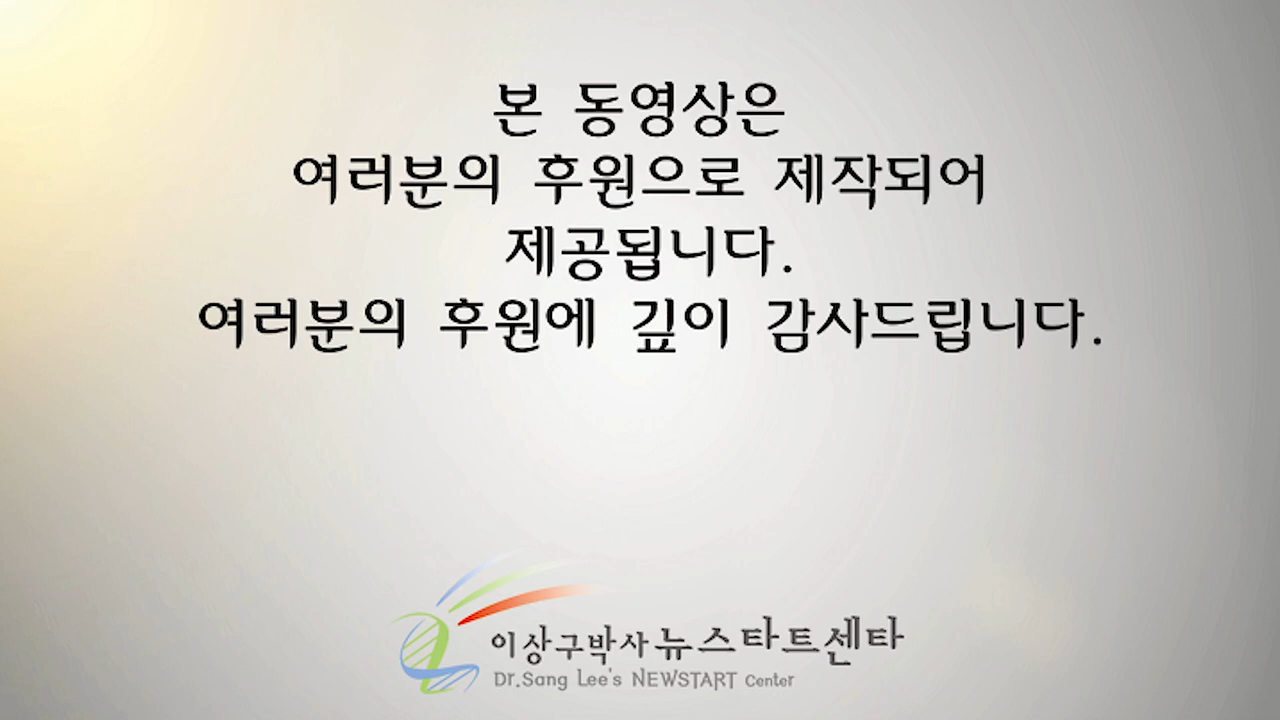 본 동영상은
여러분의 후원으로 제작되어
제공됩니다.
여러분의 후원에 깊이 감사드립니다.
이상구박사 뉴스타트센타
Dr.Sang Lee's NEWSTART Center